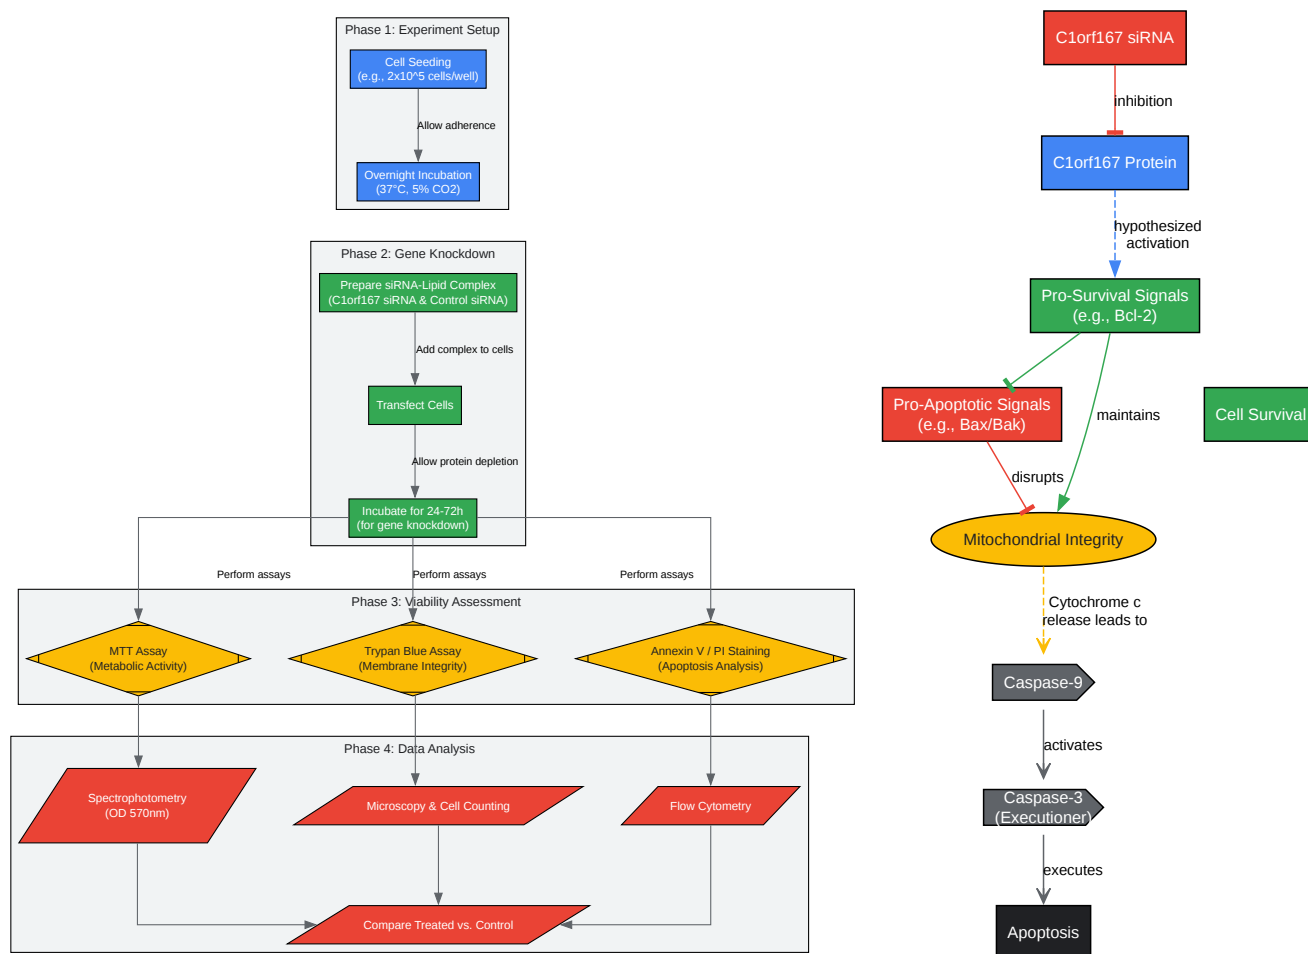 Phase 1: Experiment Setup
Cell Seeding
(e.g., 2x10^5 cells/well)
Allow adherence
Overnight Incubation
(37°C, 5% CO2)
Phase 2: Gene Knockdown
Prepare siRNA-Lipid Complex
(C1orf167 siRNA & Control siRNA)
Add complex to cells
Transfect Cells
Allow protein depletion
Incubate for 24-72h
(for gene knockdown)
Perform assays
Perform assays
Perform assays
Phase 3: Viability Assessment
MTT Assay
(Metabolic Activity)
Trypan Blue Assay
(Membrane Integrity)
Annexin V / PI Staining
(Apoptosis Analysis)
Phase 4: Data Analysis
Spectrophotometry
(OD 570nm)
Microscopy & Cell Counting
Flow Cytometry
Compare Treated vs. Control
C1orf167 siRNA
inhibition
C1orf167 Protein
hypothesized
activation
Pro-Survival Signals
(e.g., Bcl-2)
Pro-Apoptotic Signals
(e.g., Bax/Bak)
maintains
Cell Survival
disrupts
Mitochondrial Integrity
Cytochrome c
release leads to
Caspase-9
activates
Caspase-3
(Executioner)
executes
Apoptosis